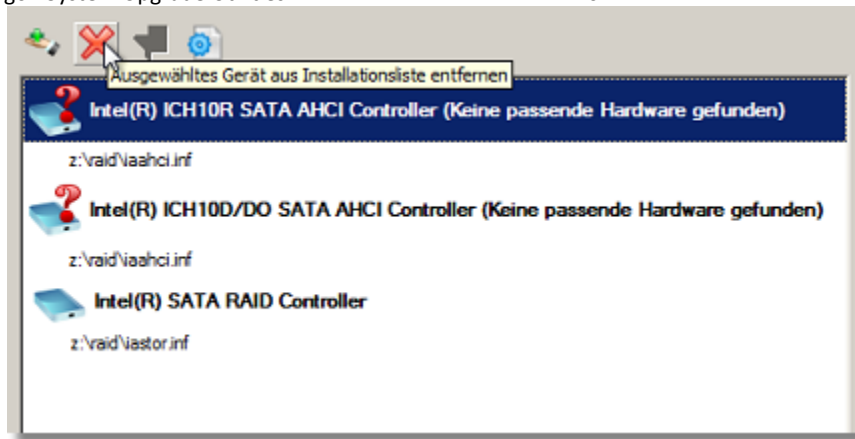 Ausgewähltes Gerät aus Installationsliste entfernen
Intel(R) ICH10R SATA AHCI Controller (Keine passende Hardware gefunden)
z:\raid\iaahci.inf
Intel(R) ICH10D/DO SATA AHCI Controller (Keine passende Hardware gefunden)
z:\raid\iaahci.inf
Intel(R) SATA RAID Controller
z:\raid\iastor.inf